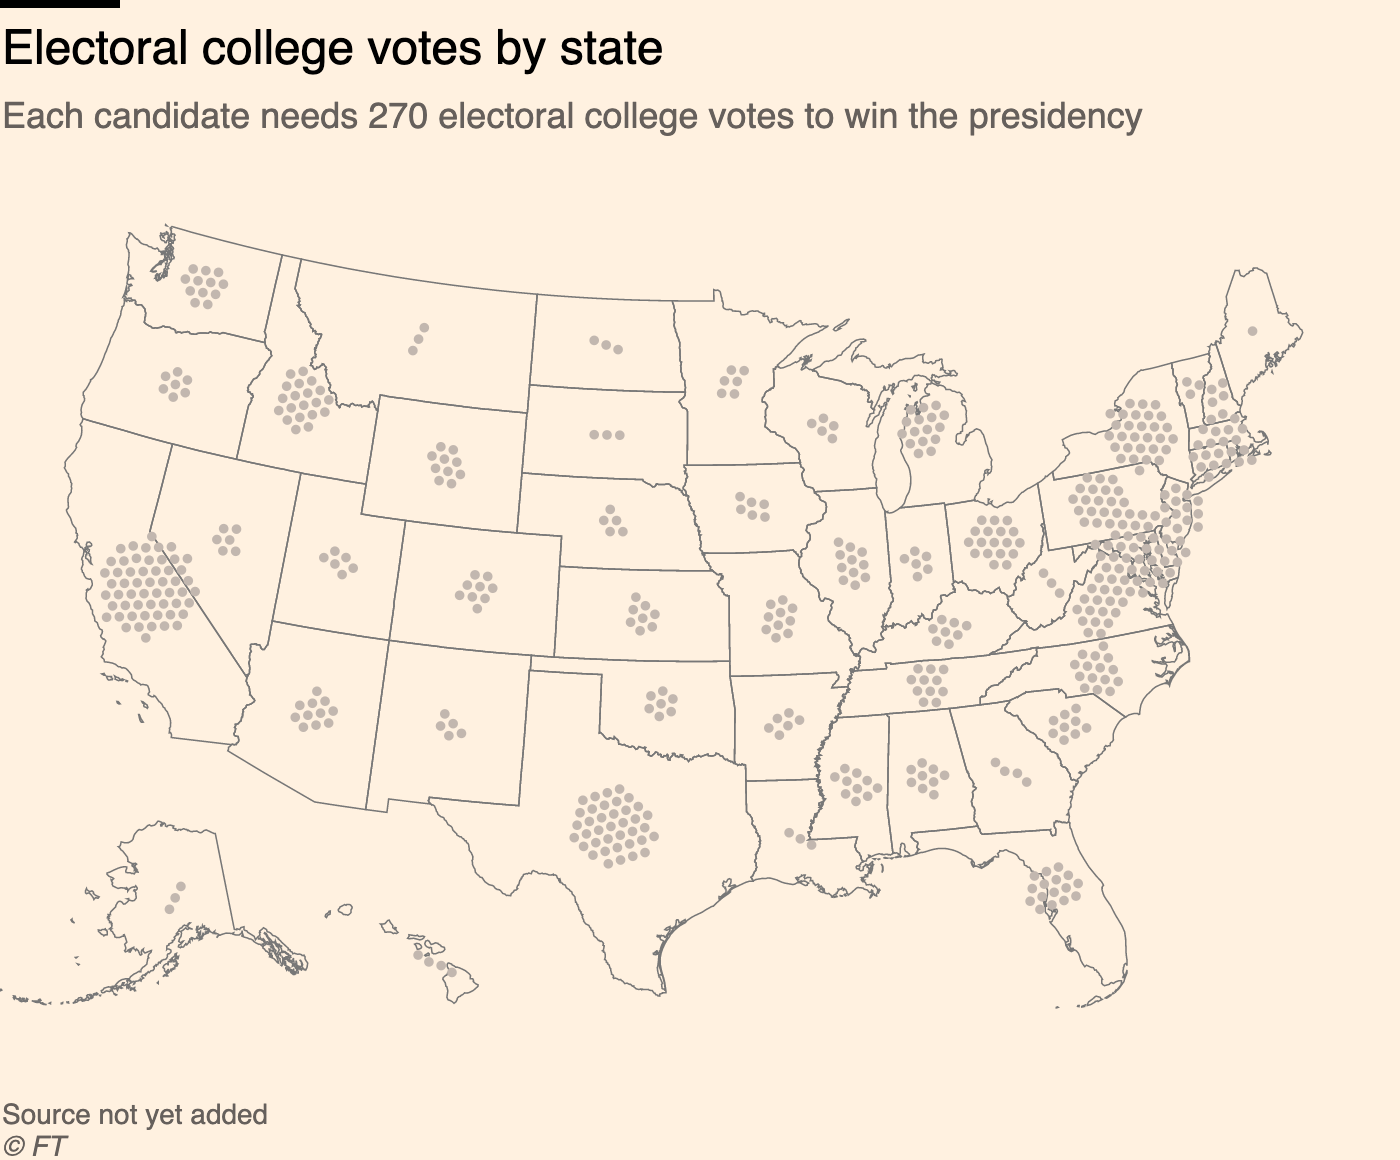 Electoral college votes by state
Each candidate needs 270 electoral college votes to win the presidency
Source not yet added
© FT